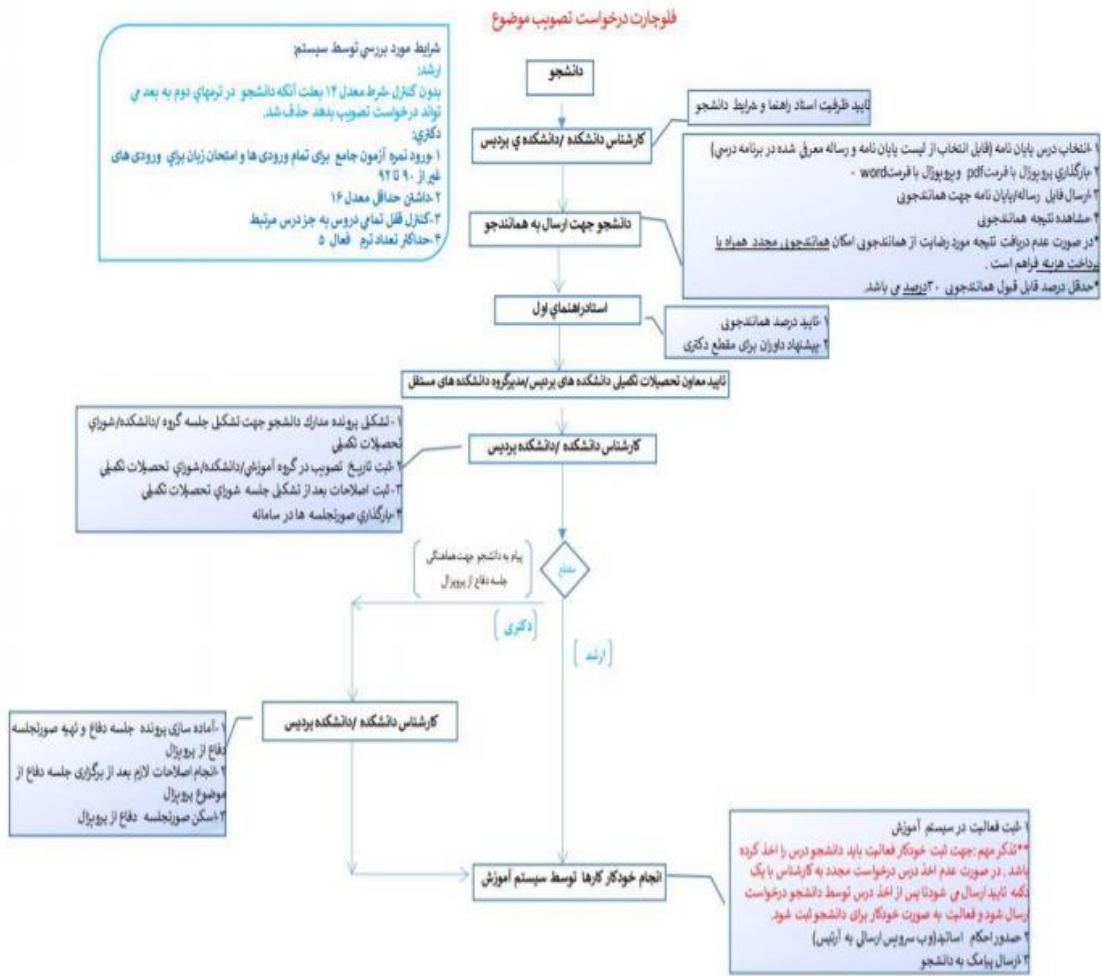 فلوچارت درخواست تصویب موضوع
شرایط مورد بررسی توسط سیستم:
ارشد:
بدون کنترل شرط معدل ۱۴ بعلت آنکه دانشجو در ترمهای دوم به بعد می
تواند درخواست تصویب بدهد حذف شد.
دکتری:
۱-ورود نمره آزمون جامع برای تمام ورودی ها و امتحان زبان برای ورودی های
غیر از ۹۰ تا ۹۲
۲-داشتن حداقل معدل ۱۶
۳-کنترل قفل تمامی دروس به جز درس مرتبط
۴-حداکثر تعداد ترم فعال ۵
دانشجو
تایید ظرفیت استاد راهنما و شرایط دانشجو
کارشناس دانشکده /دانشکده ی پردیس
۱-انتخاب درس پایان نامه (قابل انتخاب از لیست پایان نامه و رساله معرفی شده در برنامه درسی)
۲-بارگذاری پروپوزال با فرمت pdf وپروپوزال با فرمت word
۳-ارسال فایل رساله/پایان نامه جهت همانندجویی
۴-مشاهده نتیجه همانندجویی
*در صورت عدم دریافت نتیجه مورد رضایت از همانندجویی امکان همانندجویی مجدد همراه با
پرداخت هزینه فراهم است .
*حدقل درصد قابل قبول همانندجویی ۳۰درصد می باشد.
دانشجو جهت ارسال به همانندجو
استادراهنمای اول
۱-تایید درصد همانندجویی
۲-پیشنهاد داوران برای مقطع دکتری
تایید معاون تحصیلات تکمیلی دانشکده های پردیس/مدیرگروه دانشکده های مستقل
۱-تشکیل پرونده مدارک دانشجو جهت تشکیل جلسه گروه /دانشکده/شورای
تحصیلات تکمیلی
۲-ثبت تاریخ تصویب در گروه آموزشی/دانشکده/شورای تحصیلات تکمیلی
۳-ثبت اصلاحات بعد از تشکیل جلسه شورای تحصیلات تکمیلی
۴-بارگذاری صورتجلسه ها در سامانه
کارشناس دانشکده /دانشکده پردیس
پیام به دانشجو جهت هماهنگی
جلسه دفاع از پروپزال
مقطع
(دکتری)
(ارشد)
کارشناس دانشکده /دانشکده پردیس
۱-آماده سازی پرونده جلسه دفاع و تهیه صورتجلسه
دفاع از پروپزال
۲-انجام اصلاحات لازم بعد از برگزاری جلسه دفاع از
موضوع پروپزال
۳-اسکن صورتجلسه دفاع از پروپزال
انجام خودکار کارها توسط سیستم آموزش
۱-ثبت فعالیت در سیستم آموزش
**تذکر مهم :جهت ثبت خودکار فعالیت باید دانشجو درس را اخذ کرده
باشد . در صورت عدم اخذ درس درخواست مجدد به کارشناس با یک
دکمه تایید ارسال می شودتا پس از اخذ درس توسط دانشجو درخواست
ارسال شود و فعالیت به صورت خودکار برای دانشجو ثبت شود.
۲-صدور احکام اساتید(وب سرویس ارسالی به آرتیس)
۳-ارسال پیامک به دانشجو